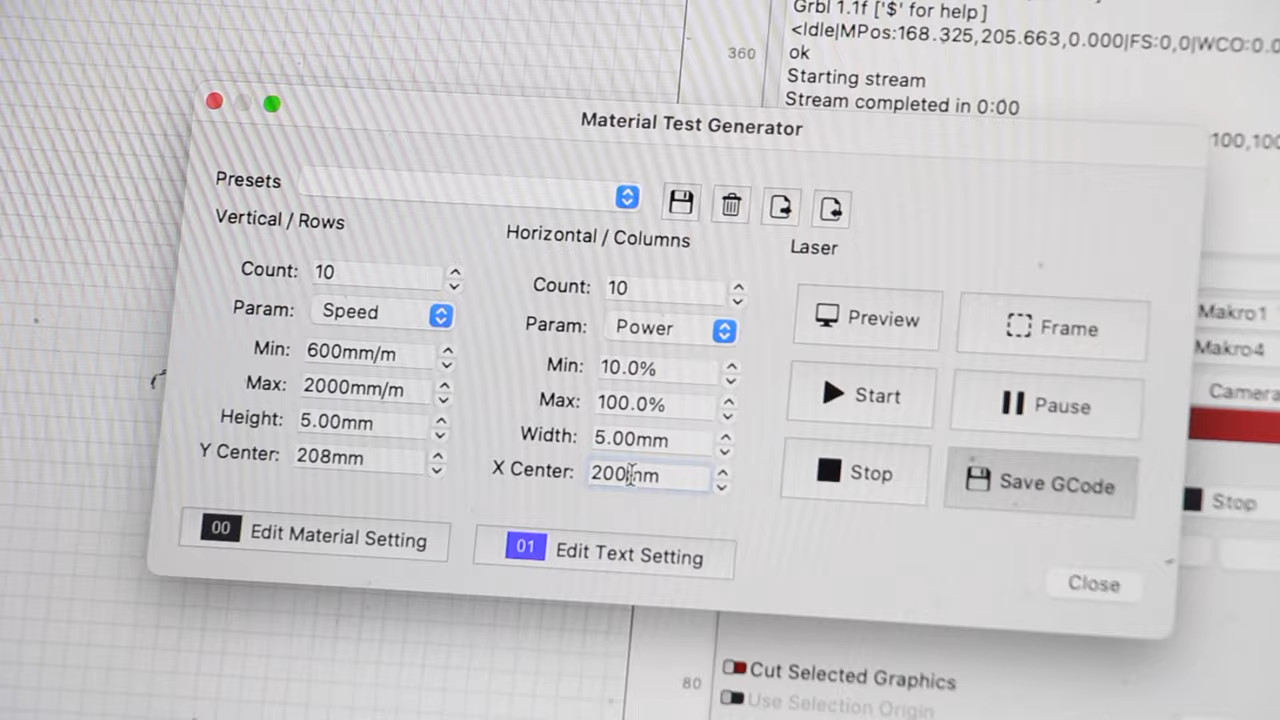 Grbl 1.1f ['$' for help]
<Idle|MPos:168.325,205.663,0.000|FS:0,0|WCO:0.0
360
ok
Starting stream
Stream completed in 0:00
Material Test Generator
100,100
Presets
Vertical / Rows
Horizontal / Columns
Laser
Count: 10
Count: 10
Preview
Frame
Makro1
Param: Speed
Param: Power
Makro4
Min: 600mm/m
Min: 10.0%
Start
Pause
Camera
Max: 2000mm/m
Max: 100.0%
Height: 5.00mm
Width: 5.00mm
Y Center: 208mm
X Center: 200mm
Stop
Save GCode
Stop
00 Edit Material Setting
01 Edit Text Setting
Close
80
Cut Selected Graphics
Use Selection Origin